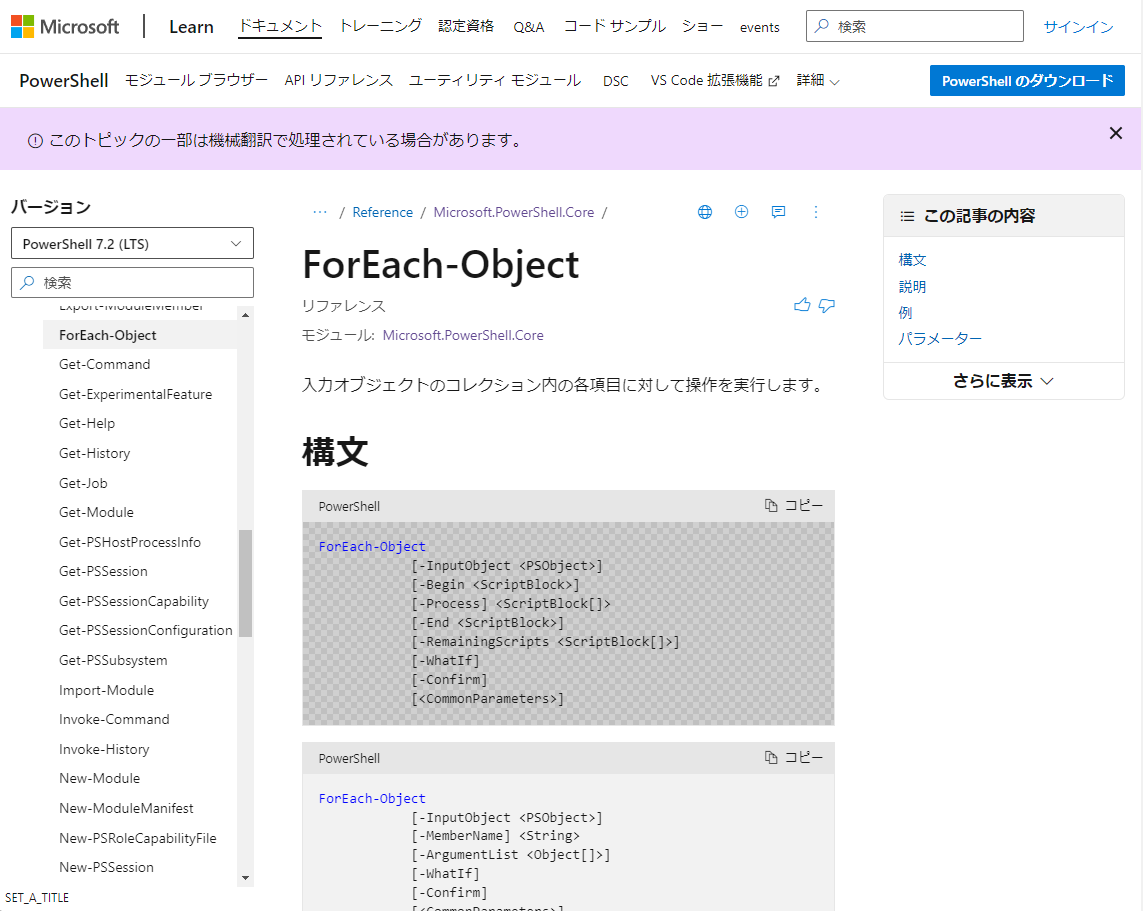 Microsoft
Learn ドキュメント トレーニング 認定資格 Q&A コード サンプル ショー events 検索 サインイン
PowerShell モジュール ブラウザー API リファレンス ユーティリティ モジュール DSC VS Code 拡張機能 詳細 PowerShell のダウンロード
このトピックの一部は機械翻訳で処理されている場合があります。
バージョン
PowerShell 7.2 (LTS)
検索
Export-ModuleMember
ForEach-Object
Get-Command
Get-ExperimentalFeature
Get-Help
Get-History
Get-Job
Get-Module
Get-PSHostProcessInfo
Get-PSSession
Get-PSSessionCapability
Get-PSSessionConfiguration
Get-PSSubsystem
Import-Module
Invoke-Command
Invoke-History
New-Module
New-ModuleManifest
New-PSRoleCapabilityFile
New-PSSession
SET_A_TITLE
… / Reference / Microsoft.PowerShell.Core /
ForEach-Object
リファレンス
モジュール: Microsoft.PowerShell.Core
入力オブジェクトのコレクション内の各項目に対して操作を実行します。
構文
PowerShell コピー
ForEach-Object
[-InputObject <PSObject>]
[-Begin <ScriptBlock>]
[-Process] <ScriptBlock[]>
[-End <ScriptBlock>]
[-RemainingScripts <ScriptBlock[]>]
[-WhatIf]
[-Confirm]
[<CommonParameters>]
PowerShell コピー
ForEach-Object
[-InputObject <PSObject>]
[-MemberName] <String>
[-ArgumentList <Object[]>]
[-WhatIf]
[-Confirm]
[<CommonParameters>]
この記事の内容
構文
説明
例
パラメーター
さらに表示